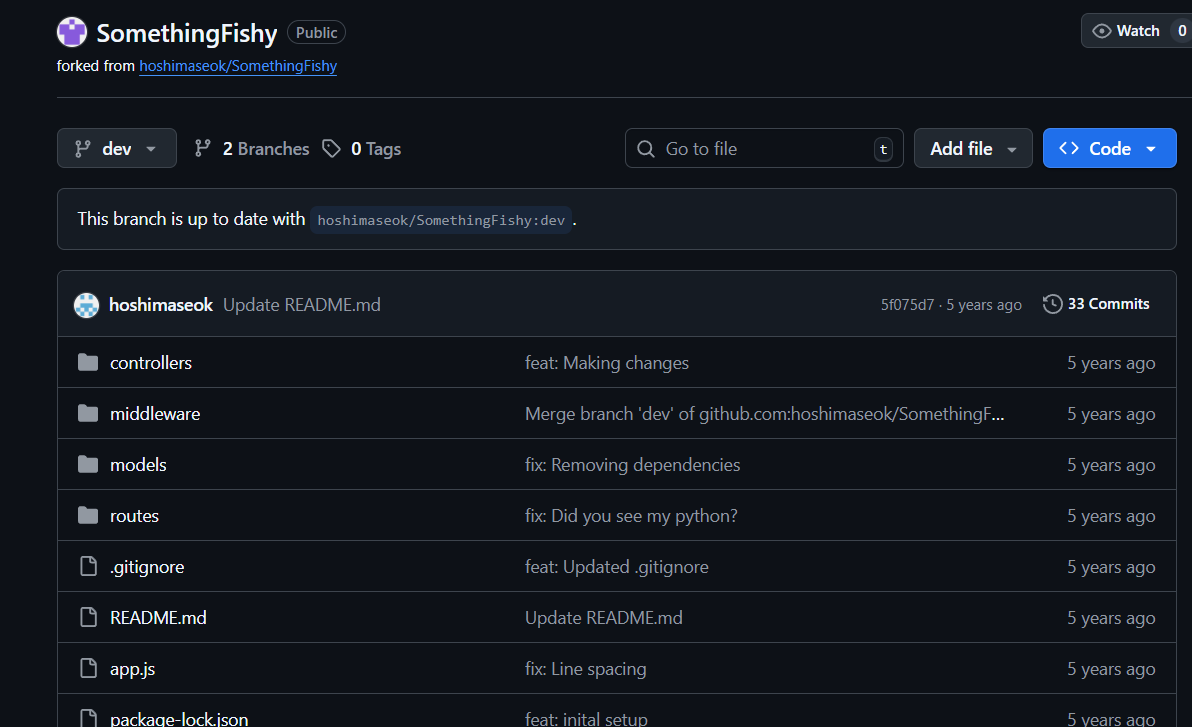 SomethingFishy Public Watch 0
forked from hoshimaseok/SomethingFishy
dev 2 Branches 0 Tags Go to file t Add file Code
This branch is up to date with hoshimaseok/SomethingFishy:dev .
hoshimaseok Update README.md 5f075d7 · 5 years ago 33 Commits
controllers feat: Making changes 5 years ago
middleware Merge branch 'dev' of github.com:hoshimaseok/SomethingF... 5 years ago
models fix: Removing dependencies 5 years ago
routes fix: Did you see my python? 5 years ago
.gitignore feat: Updated .gitignore 5 years ago
README.md Update README.md 5 years ago
app.js fix: Line spacing 5 years ago
package-lock.json feat: inital setup 5 years ago